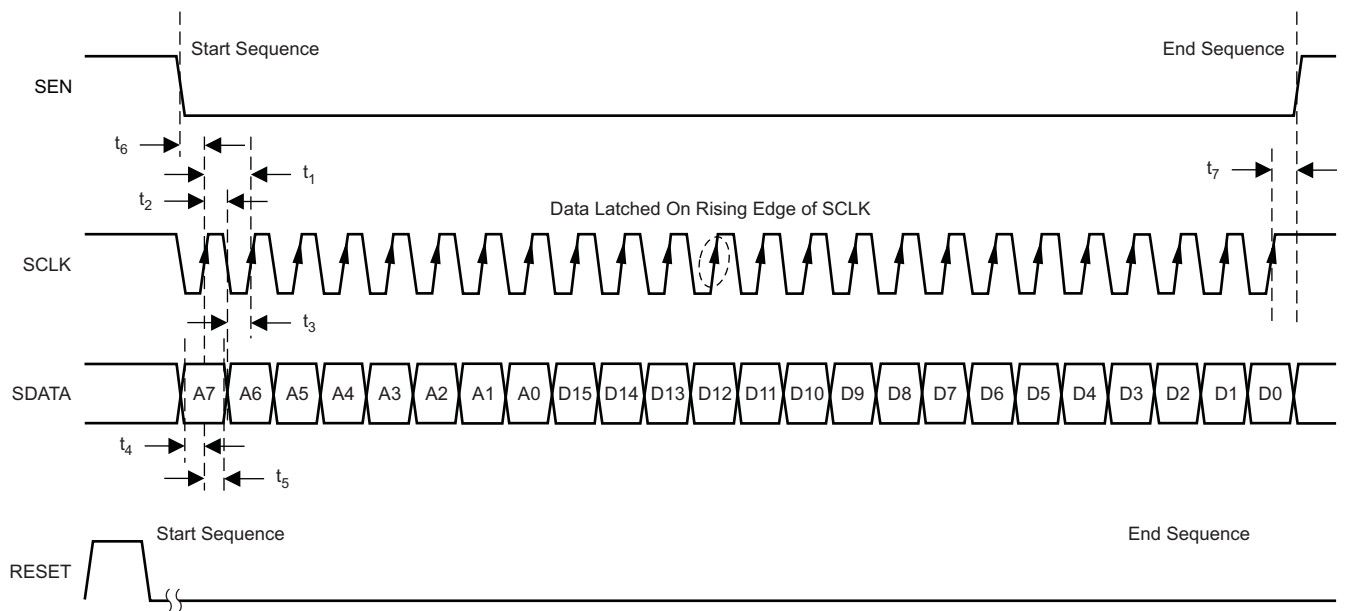 Start Sequence
End Sequence
SEN
t6
t1
t7
t2
Data Latched On Rising Edge of SCLK
SCLK
t3
SDATA
A7 A6 A5 A4 A3 A2 A1 A0 D15 D14 D13 D12 D11 D10 D9 D8 D7 D6 D5 D4 D3 D2 D1 D0
t4
t5
Start Sequence
End Sequence
RESET